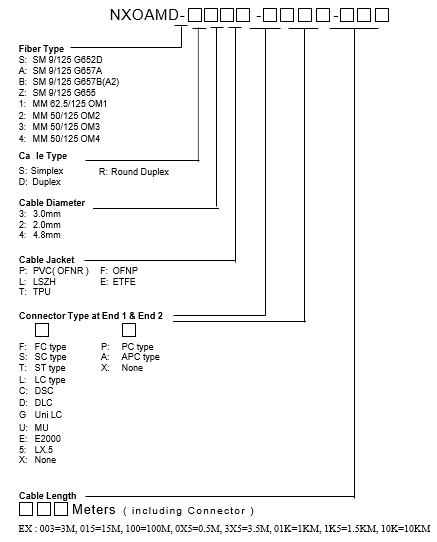 NXOAMD-□□□□-□□□□-□□□
Fiber Type
S: SM 9/125 G652D
A: SM 9/125 G657A
B: SM 9/125 G657B(A2)
Z: SM 9/125 G655
1: MM 62.5/125 OM1
2: MM 50/125 OM2
3: MM 50/125 OM3
4: MM 50/125 OM4
Ca le Type
S: Simplex R: Round Duplex
D: Duplex
Cable Diameter
3: 3.0mm
2: 2.0mm
4: 4.8mm
Cable Jacket
P: PVC( OFNR ) F: OFNP
L: LSZH E: ETFE
T: TPU
Connector Type at End 1 & End 2
□ □
F: FC type P: PC type
S: SC type A: APC type
T: ST type X: None
L: LC type
C: DSC
D: DLC
G Uni LC
U: MU
E: E2000
5: LX.5
X: None
Cable Length
□□□Meters ( including Connector )
EX : 003=3M, 015=15M, 100=100M, 0X5=0.5M, 3X5=3.5M, 01K=1KM, 1K5=1.5KM, 10K=10KM